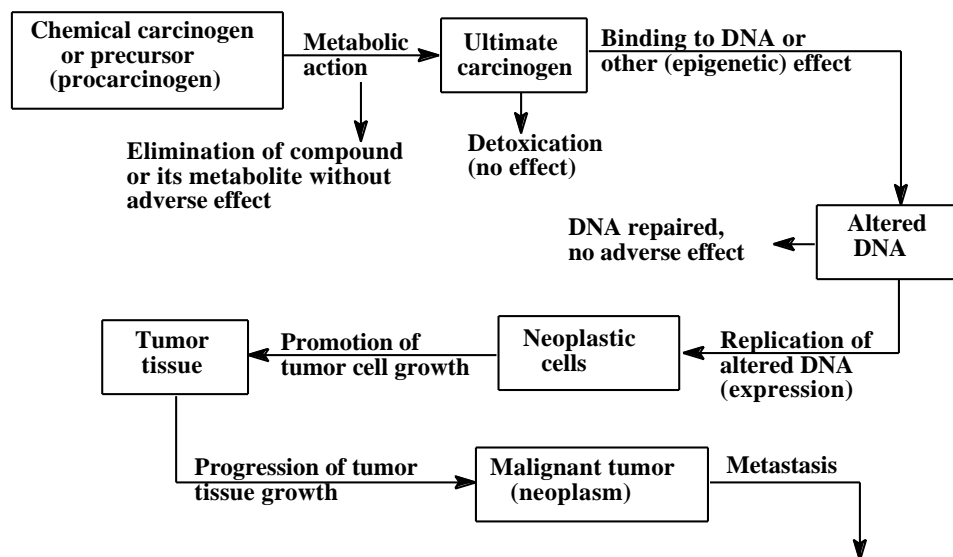 Chemical carcinogen
or precursor
(procarcinogen)
Metabolic
action
Ultimate
carcinogen
Binding to DNA or
other (epigenetic) effect
Elimination of compound
or its metabolite without
adverse effect
Detoxication
(no effect)
DNA repaired,
no adverse effect
Altered
DNA
Replication of
altered DNA
(expression)
Neoplastic
cells
Promotion of
tumor cell growth
Tumor
tissue
Progression of tumor
tissue growth
Malignant tumor
(neoplasm)
Metastasis